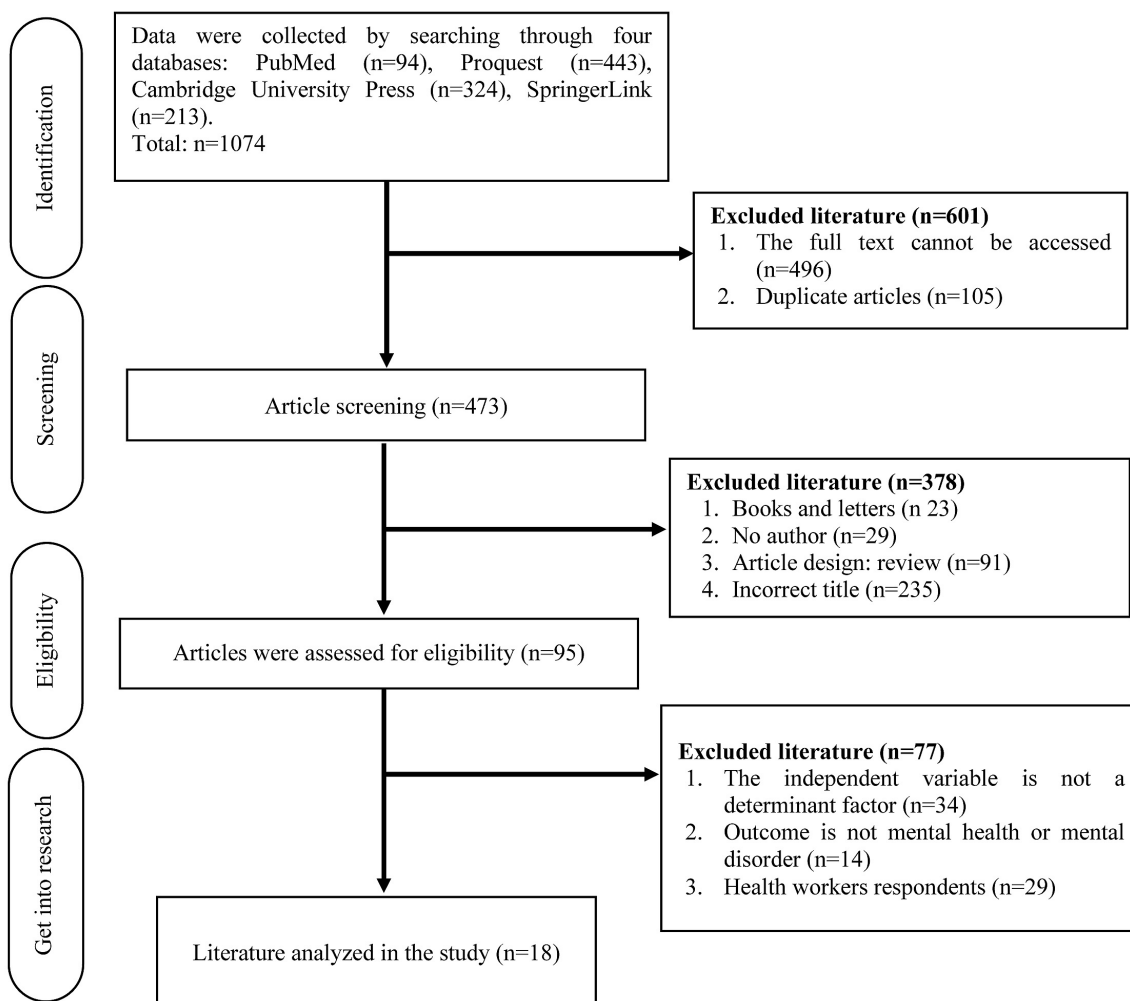 Identification
Data were collected by searching through four
databases: PubMed (n=94), Proquest (n=443),
Cambridge University Press (n=324), SpringerLink
(n=213).
Total: n=1074
Excluded literature (n=601)
1. The full text cannot be accessed
(n=496)
2. Duplicate articles (n=105)
Screening
Article screening (n=473)
Excluded literature (n=378)
1. Books and letters (n 23)
2. No author (n=29)
3. Article design: review (n=91)
4. Incorrect title (n=235)
Eligibility
Articles were assessed for eligibility (n=95)
Excluded literature (n=77)
1. The independent variable is not a
determinant factor (n=34)
2. Outcome is not mental health or mental
disorder (n=14)
3. Health workers respondents (n=29)
Get into research
Literature analyzed in the study (n=18)